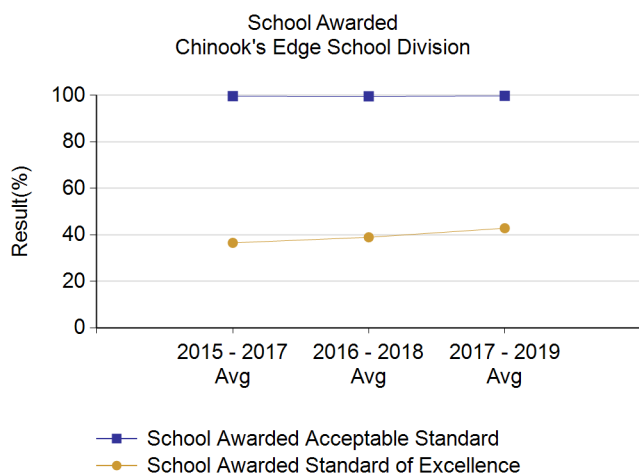 School Awarded
Chinook's Edge School Division
Result(%)
100
80
60
40
20
0
2015 - 2017
Avg
2016 - 2018
Avg
2017 - 2019
Avg
School Awarded Acceptable Standard
School Awarded Standard of Excellence